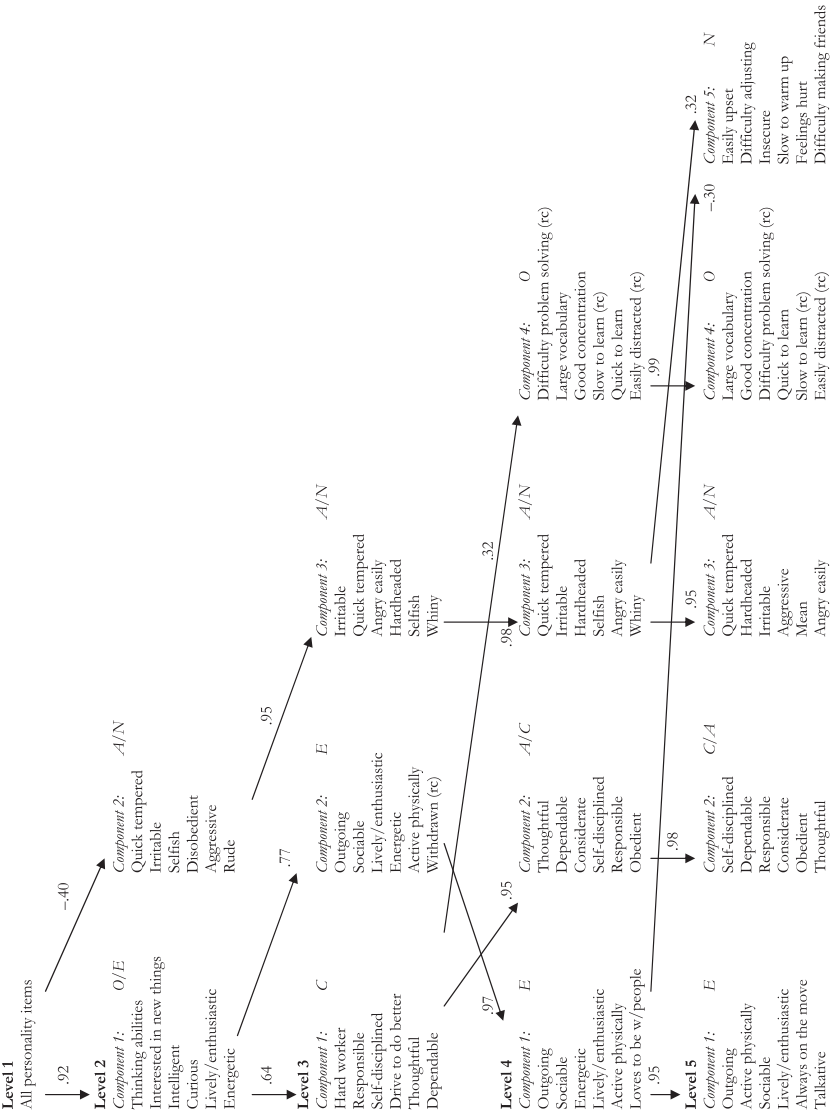 Level 1
All personality items
.92
–.40
Level 2
Component 1: O/E
Thinking abilities
Interested in new things
Intelligent
Curious
Lively/enthusiastic
Energetic
Component 2: A/N
Quick tempered
Irritable
Selfish
Disobedient
Aggressive
Rude
.64
.77
.95
Level 3
Component 1: C
Hard worker
Responsible
Self-disciplined
Drive to do better
Thoughtful
Dependable
Component 2: E
Outgoing
Sociable
Lively/enthusiastic
Energetic
Active physically
Withdrawn (rc)
Component 3: A/N
Irritable
Quick tempered
Angry easily
Hardheaded
Selfish
Whiny
.97
.95
.98
.32
Level 4
Component 1: E
Outgoing
Sociable
Energetic
Lively/enthusiastic
Active physically
Loves to be w/people
Component 2: A/C
Thoughtful
Dependable
Considerate
Self-disciplined
Responsible
Obedient
Component 3: A/N
Quick tempered
Irritable
Hardheaded
Selfish
Angry easily
Whiny
Component 4: O
Difficulty problem solving (rc)
Large vocabulary
Good concentration
Slow to learn (rc)
Quick to learn
Easily distracted (rc)
.95
.98
.95
.99
–.30
.32
Level 5
Component 1: E
Outgoing
Active physically
Sociable
Lively/enthusiastic
Always on the move
Talkative
Component 2: C/A
Self-disciplined
Dependable
Responsible
Considerate
Obedient
Thoughtful
Component 3: A/N
Quick tempered
Hardheaded
Irritable
Aggressive
Mean
Angry easily
Component 4: O
Large vocabulary
Good concentration
Difficulty problem solving (rc)
Quick to learn
Slow to learn (rc)
Easily distracted (rc)
Component 5: N
Easily upset
Difficulty adjusting
Insecure
Slow to warm up
Feelings hurt
Difficulty making friends